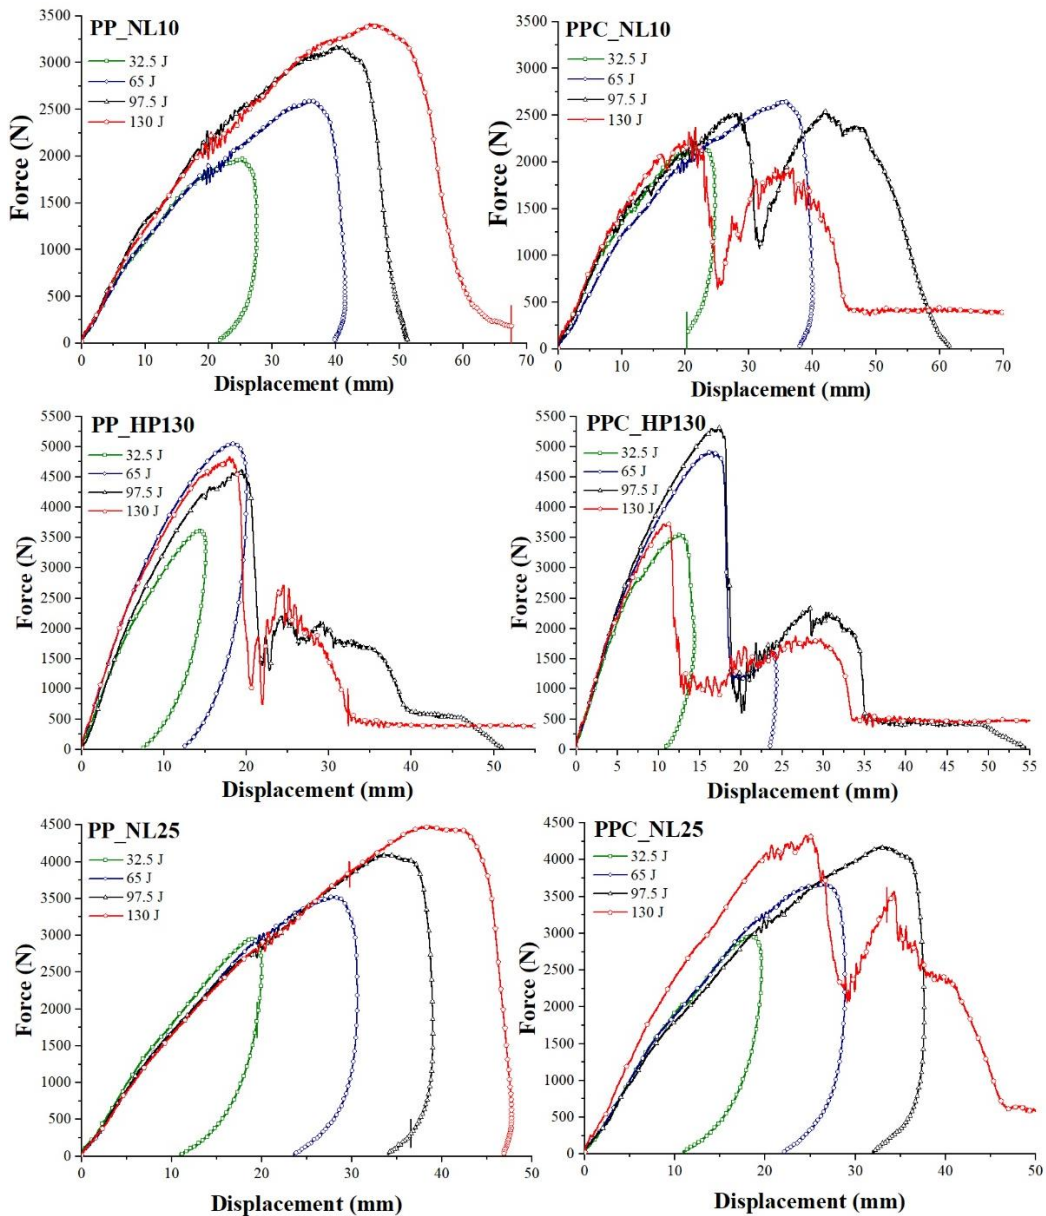 PP_NL10
32.5 J
65 J
97.5 J
130 J
Force (N)
3500
3000
2500
2000
1500
1000
500
0
0 10 20 30 40 50 60 70
Displacement (mm)
PPC_NL10
32.5 J
65 J
97.5 J
130 J
Force (N)
3500
3000
2500
2000
1500
1000
500
0
0 10 20 30 40 50 60 70
Displacement (mm)
PP_HP130
32.5 J
65 J
97.5 J
130 J
Force (N)
5500
5000
4500
4000
3500
3000
2500
2000
1500
1000
500
0
0 10 20 30 40 50
Displacement (mm)
PPC_HP130
32.5 J
65 J
97.5 J
130 J
Force (N)
5500
5000
4500
4000
3500
3000
2500
2000
1500
1000
500
0
0 5 10 15 20 25 30 35 40 45 50 55
Displacement (mm)
PP_NL25
32.5 J
65 J
97.5 J
130 J
Force (N)
4500
4000
3500
3000
2500
2000
1500
1000
500
0
0 10 20 30 40 50
Displacement (mm)
PPC_NL25
32.5 J
65 J
97.5 J
130 J
Force (N)
4500
4000
3500
3000
2500
2000
1500
1000
500
0
0 10 20 30 40 50
Displacement (mm)